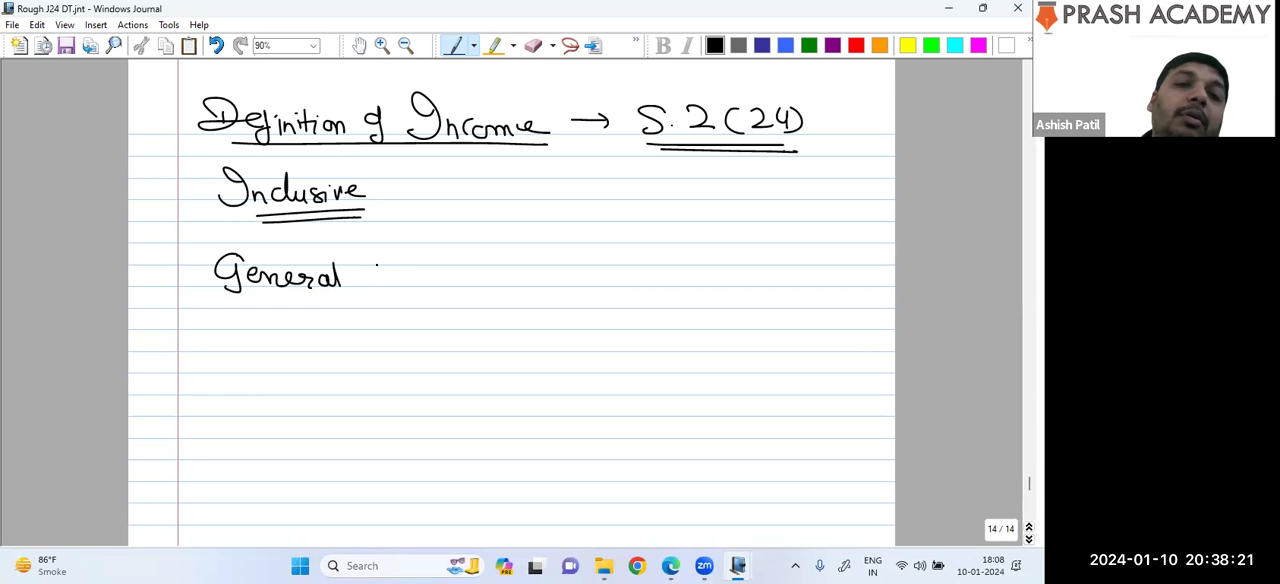 Rough J24 DT.jnt - Windows Journal
PRASH ACADEMY
File Edit View Insert Actions Tools Help
90%
B I
Definition of Income → S. 2(24)
Ashish Patil
Inclusive
General
14 / 14
86°F
Smoke
Search
ENG
IN
18:08
10-01-2024
2024-01-10 20:38:21